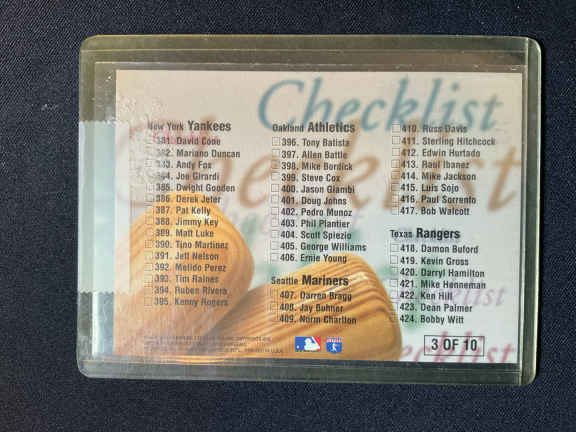 Checklist
Checklist
New York Yankees
381. David Cone
382. Mariano Duncan
383. Andy Fox
384. Joe Girardi
385. Dwight Gooden
386. Derek Jeter
387. Pat Kelly
388. Jimmy Key
389. Matt Luke
390. Tino Martinez
391. Jeff Nelson
392. Melido Perez
393. Tim Raines
394. Ruben Rivera
395. Kenny Rogers
Oakland Athletics
396. Tony Batista
397. Allen Battle
398. Mike Bordick
399. Steve Cox
400. Jason Giambi
401. Doug Johns
402. Pedro Munoz
403. Phil Plantier
404. Scott Spiezio
405. George Williams
406. Ernie Young
Seattle Mariners
407. Darren Bragg
408. Jay Buhner
409. Norm Charlton
410. Russ Davis
411. Sterling Hitchcock
412. Edwin Hurtado
413. Raul Ibanez
414. Mike Jackson
415. Luis Sojo
416. Paul Sorrento
417. Bob Wolcott
Texas Rangers
418. Damon Buford
419. Kevin Gross
420. Darryl Hamilton
421. Mike Henneman
422. Ken Hill
423. Dean Palmer
424. Bobby Witt
checklist
Checklist
3 OF 10